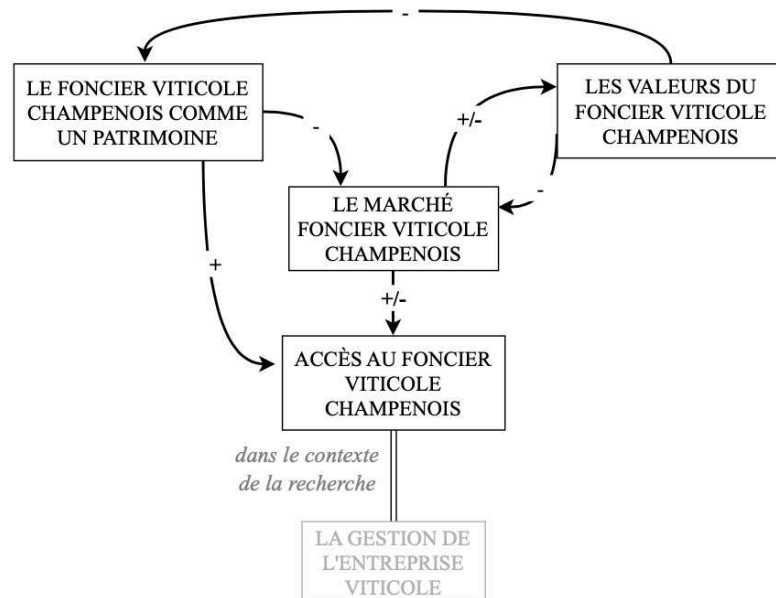 -
LE FONCIER VITICOLE
CHAMPENOIS COMME
UN PATRIMOINE
LES VALEURS DU
FONCIER VITICOLE
CHAMPENOIS
-
+/-
-
LE MARCHÉ
FONCIER VITICOLE
CHAMPENOIS
+
+/-
ACCÈS AU FONCIER
VITICOLE
CHAMPENOIS
dans le contexte
de la recherche
LA GESTION DE
L'ENTREPRISE
VITICOLE